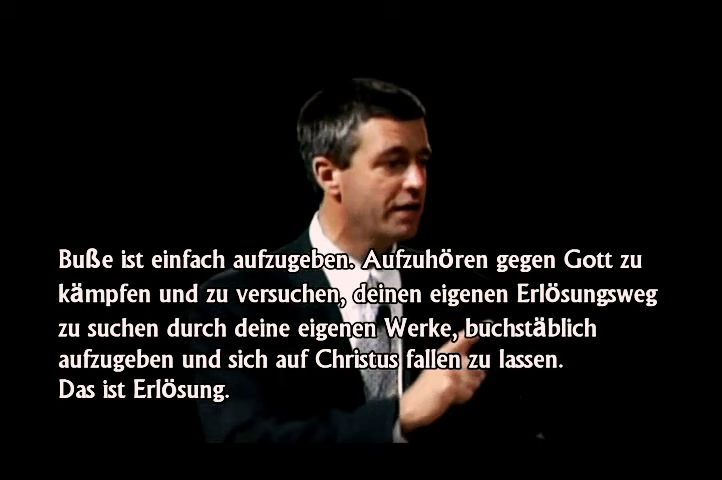 Buße ist einfach aufzugeben. Aufzuhören gegen Gott zu
kämpfen und zu versuchen, deinen eigenen Erlösungsweg
zu suchen durch deine eigenen Werke, buchstäblich
aufzugeben und sich auf Christus fallen zu lassen.
Das ist Erlösung.